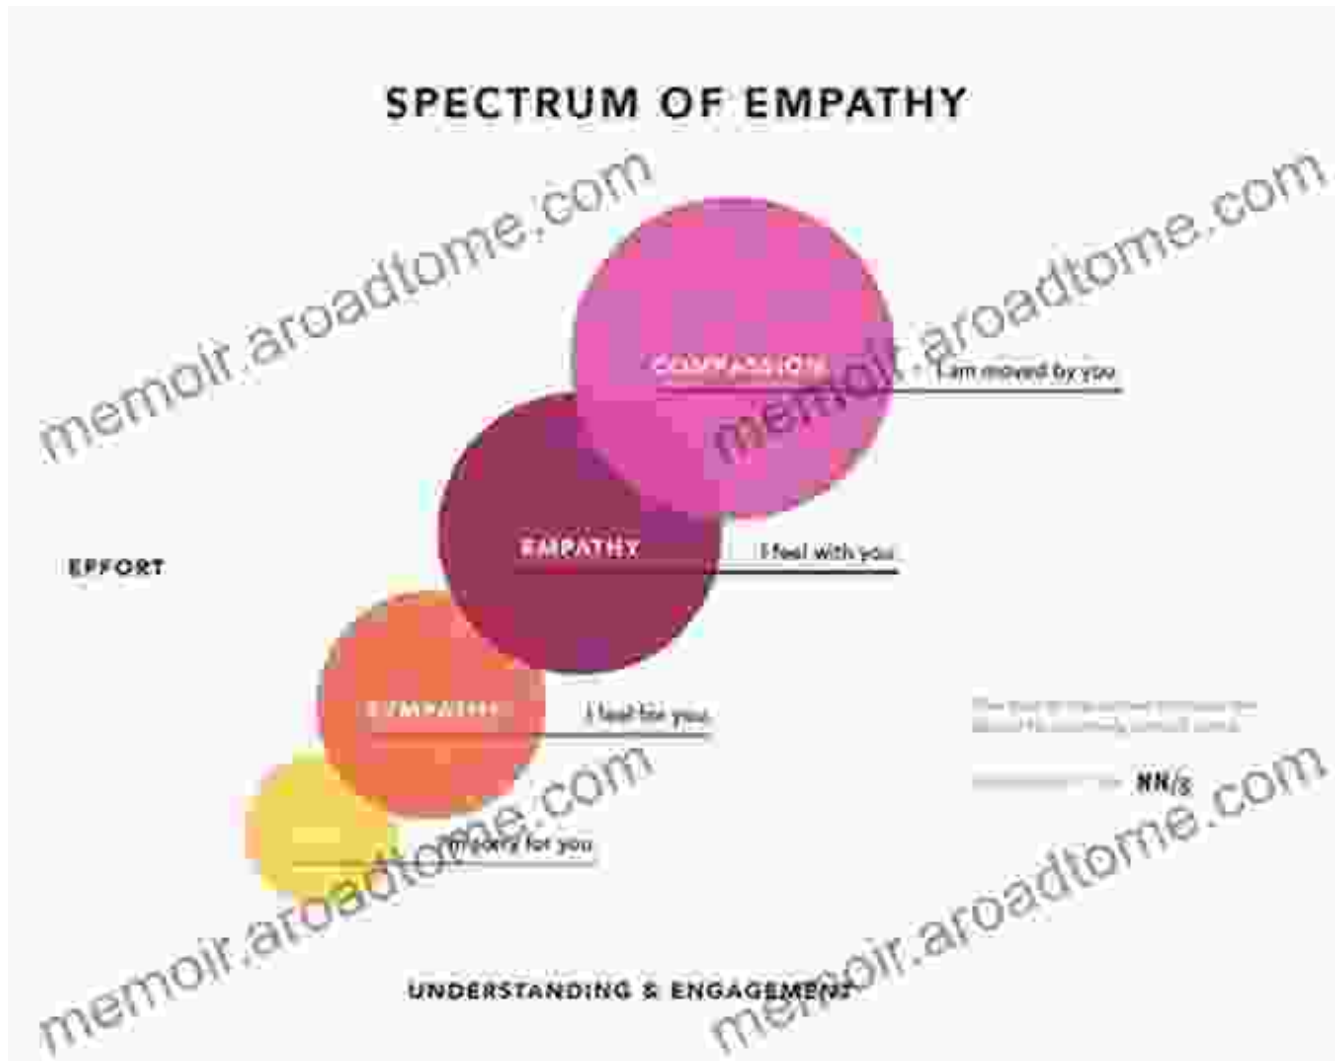 SPECTRUM OF EMPATHY
memoir.aroadtome.com
memoir.aroadtome.com
COMPASSION
I am moved by you
EMPATHY
I feel with you
EFFORT
SYMPATHY
I feel for you
sorry for you
NN/g
memoir.aroadtome.com
memoir.aroadtome.com
UNDERSTANDING & ENGAGEMENT